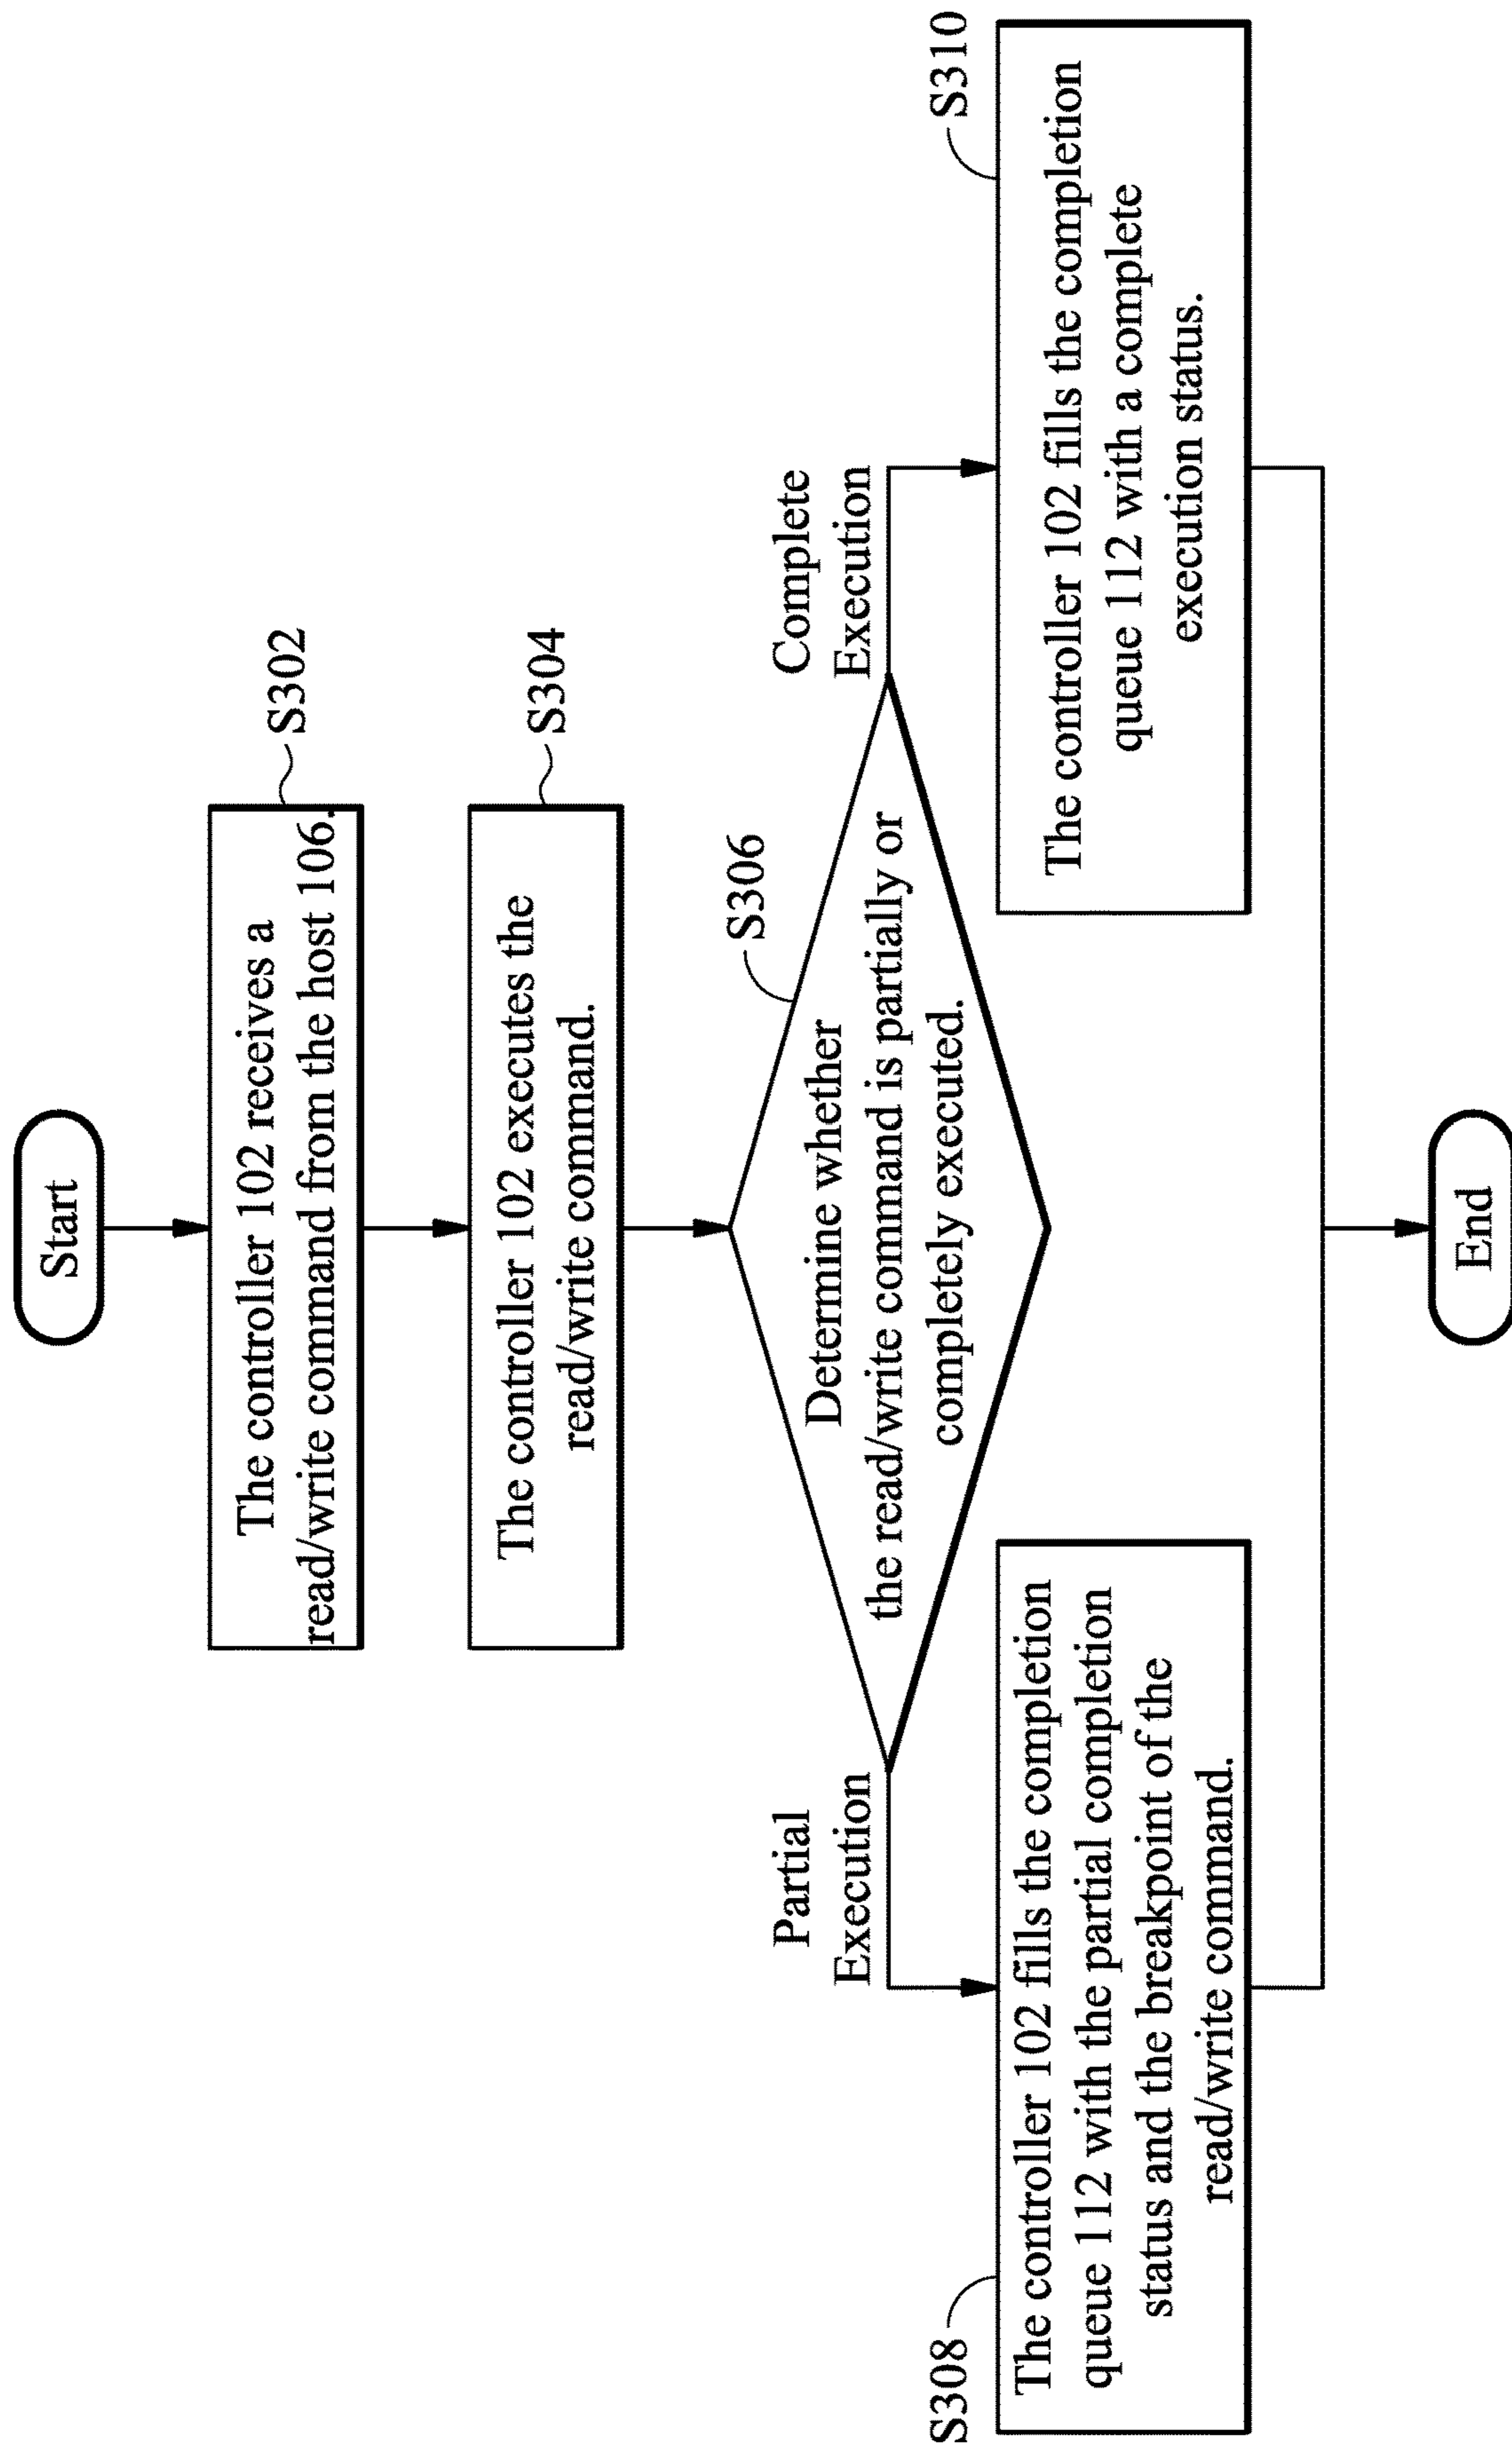 Start
S302
The controller 102 receives a
read/write command from the host 106.
S304
The controller 102 executes the
read/write command.
S306
Determine whether
the read/write command is partially or
completely executed.
Partial
Execution
Complete
Execution
S308
The controller 102 fills the completion
queue 112 with the partial completion
status and the breakpoint of the
read/write command.
S310
The controller 102 fills the completion
queue 112 with a complete
execution status.
End